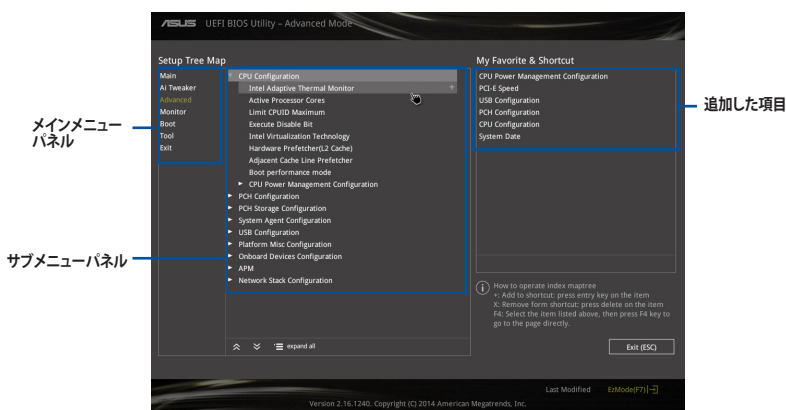 ASUS UEFI BIOS Utility – Advanced Mode
Setup Tree Map
Main
Ai Tweaker
Advanced
Monitor
Boot
Tool
Exit
CPU Configuration
Intel Adaptive Thermal Monitor +
Active Processor Cores
Limit CPUID Maximum
Execute Disable Bit
Intel Virtualization Technology
Hardware Prefetcher(L2 Cache)
Adjacent Cache Line Prefetcher
Boot performance mode
CPU Power Management Configuration
PCH Configuration
PCH Storage Configuration
System Agent Configuration
USB Configuration
Platform Misc Configuration
Onboard Devices Configuration
APM
Network Stack Configuration
expand all
My Favorite & Shortcut
CPU Power Management Configuration
PCI-E Speed
USB Configuration
PCH Configuration
CPU Configuration
System Date
How to operate index maptree
+: Add to shortcut: press entry key on the item
X: Remove form shortcut: press delete on the item
F4: Select the item listed above, then press F4 key to
go to the page directly.
Exit (ESC)
Last Modified EzMode(F7)
Version 2.16.1240. Copyright (C) 2014 American Megatrends, Inc.
メインメニュー
パネル
サブメニューパネル
追加した項目